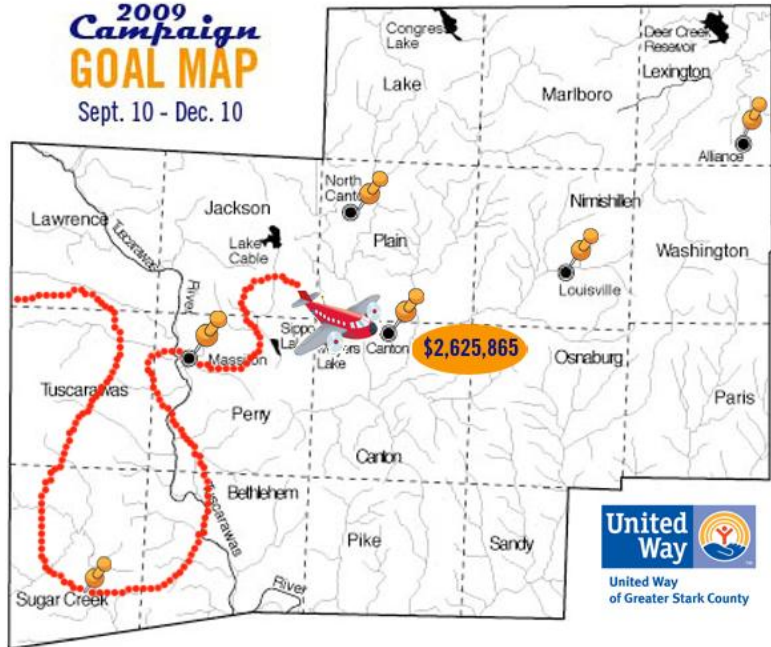 2009
Campaign
GOAL MAP
Sept. 10 - Dec. 10
Congress
Lake
Deer Creek
Reservoir
Lexington
Lake
Marlboro
Alliance
North
Jackson
Nimishillen
Lawrence
Tuscarawas
Plain
Lake
Cable
Washington
River
Louisville
Canton
$2,625,865
Massillon
Lake
Osnaburg
Tuscarawas
Paris
Perry
Canton
Bethlehem
Tuscarawas
Pike
Sandy
River
Sugar Creek
United
Way
United Way
of Greater Stark County